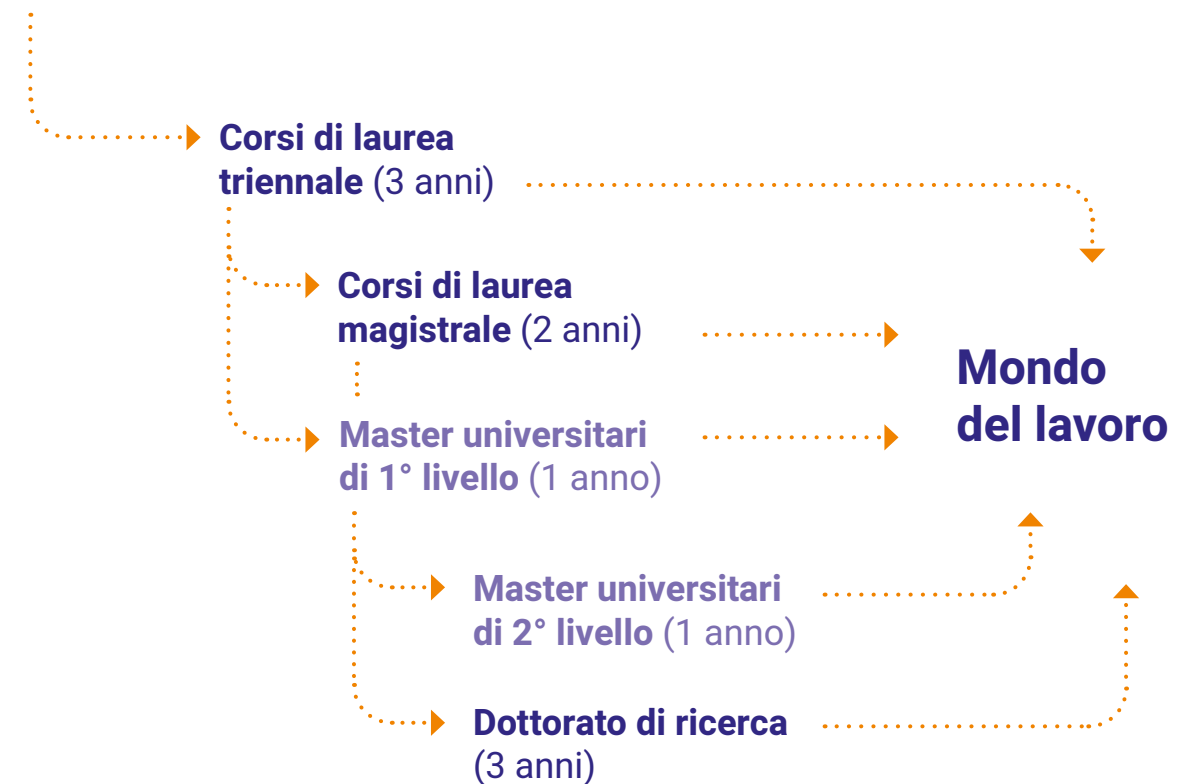 Corsi di laurea
triennale (3 anni)
Corsi di laurea
magistrale (2 anni)
Mondo
del lavoro
Master universitari
di 1° livello (1 anno)
Master universitari
di 2° livello (1 anno)
Dottorato di ricerca
(3 anni)